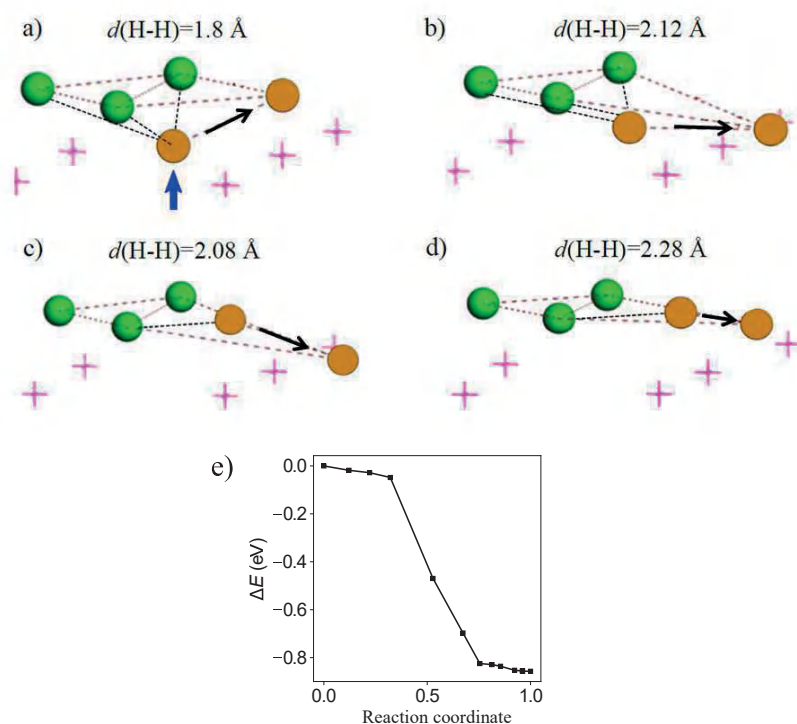 a) d(H-H)=1.8 Å
b) d(H-H)=2.12 Å
c) d(H-H)=2.08 Å
d) d(H-H)=2.28 Å
e)
0.0
−0.2
−0.4
−0.6
−0.8
ΔE (eV)
0.0 0.5 1.0
Reaction coordinate